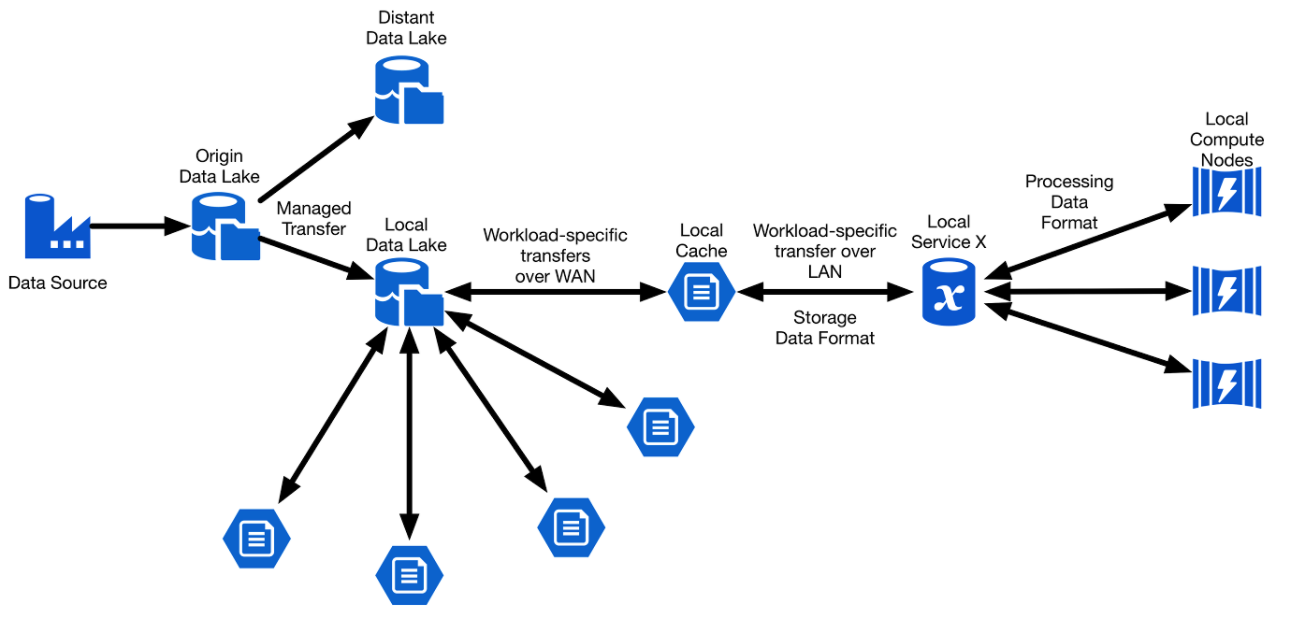 Distant
Data Lake
Origin
Data Lake
Data Source
Managed
Transfer
Local
Data Lake
Workload-specific
transfers
over WAN
Local
Cache
Workload-specific
transfer over
LAN
Storage
Data Format
Local
Service X
x
Processing
Data
Format
Local
Compute
Nodes